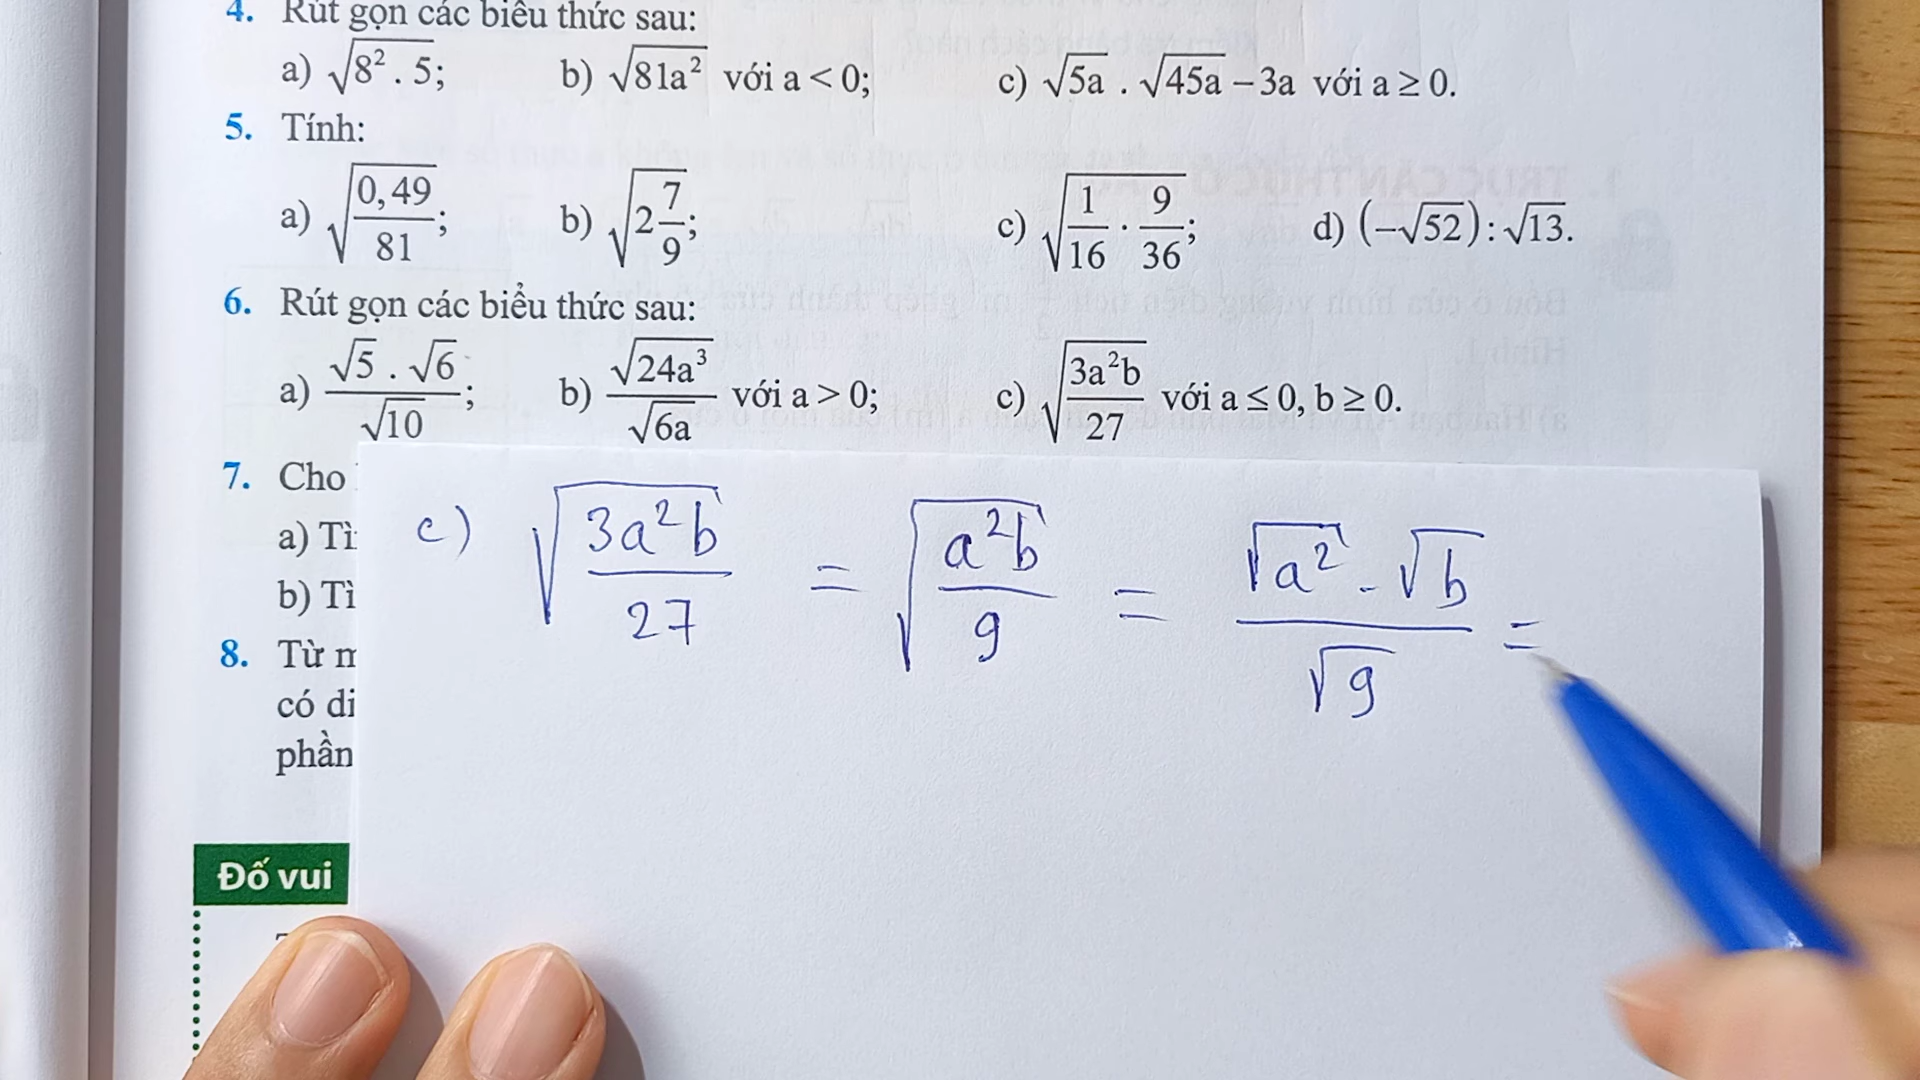 4. Rút gọn các biểu thức sau:
a) √(8² . 5); b) √(81a²) với a < 0; c) √(5a) . √(45a) – 3a với a ≥ 0.
5. Tính:
a) √(0,49/81); b) √(2 7/9); c) √(1/16 · 9/36); d) (–√52) : √13.
6. Rút gọn các biểu thức sau:
a) (√5 . √6)/√10; b) √(24a³)/√(6a) với a > 0; c) √(3a²b/27) với a ≤ 0, b ≥ 0.
7. Cho
a) Tì
b) Tì
8. Từ m
có di
phần
c) √(3a²b/27) = √(a²b/9) = (√(a²) . √b)/√9 =
Đố vui